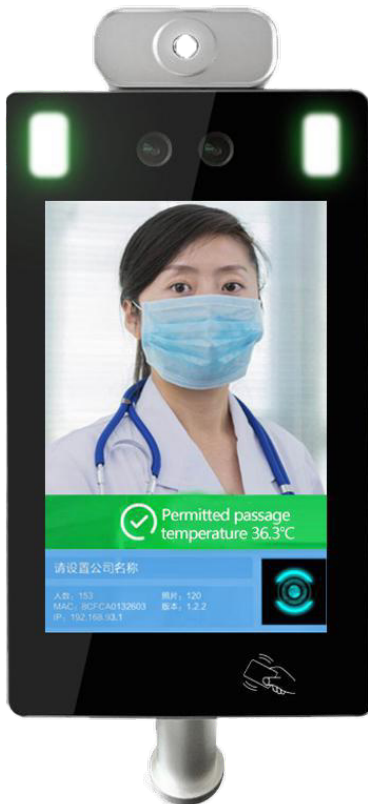 Permitted passage
temperature 36.3℃
请设置公司名称
人数：153 照片：120
MAC：8CFCA0132603 版本：1.2.2
IP：192.168.93.1